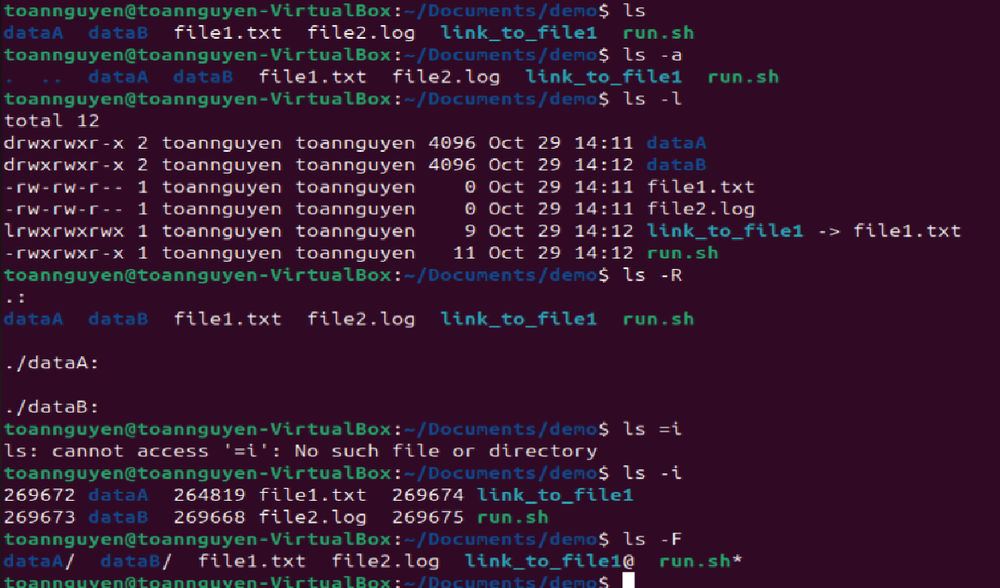 toannguyen@toannguyen-VirtualBox:~/Documents/demo$ ls
dataA  dataB  file1.txt  file2.log  link_to_file1  run.sh
toannguyen@toannguyen-VirtualBox:~/Documents/demo$ ls -a
.  ..  dataA  dataB  file1.txt  file2.log  link_to_file1  run.sh
toannguyen@toannguyen-VirtualBox:~/Documents/demo$ ls -l
total 12
drwxrwxr-x 2 toannguyen toannguyen 4096 Oct 29 14:11 dataA
drwxrwxr-x 2 toannguyen toannguyen 4096 Oct 29 14:12 dataB
-rw-rw-r-- 1 toannguyen toannguyen    0 Oct 29 14:11 file1.txt
-rw-rw-r-- 1 toannguyen toannguyen    0 Oct 29 14:11 file2.log
lrwxrwxrwx 1 toannguyen toannguyen    9 Oct 29 14:12 link_to_file1 -> file1.txt
-rwxrwxr-x 1 toannguyen toannguyen   11 Oct 29 14:12 run.sh
toannguyen@toannguyen-VirtualBox:~/Documents/demo$ ls -R
.:
dataA  dataB  file1.txt  file2.log  link_to_file1  run.sh

./dataA:

./dataB:
toannguyen@toannguyen-VirtualBox:~/Documents/demo$ ls =i
ls: cannot access '=i': No such file or directory
toannguyen@toannguyen-VirtualBox:~/Documents/demo$ ls -i
269672 dataA  264819 file1.txt  269674 link_to_file1
269673 dataB  269668 file2.log  269675 run.sh
toannguyen@toannguyen-VirtualBox:~/Documents/demo$ ls -F
dataA/  dataB/  file1.txt  file2.log  link_to_file1@  run.sh*
toannguyen@toannguyen-VirtualBox:~/Documents/demo$